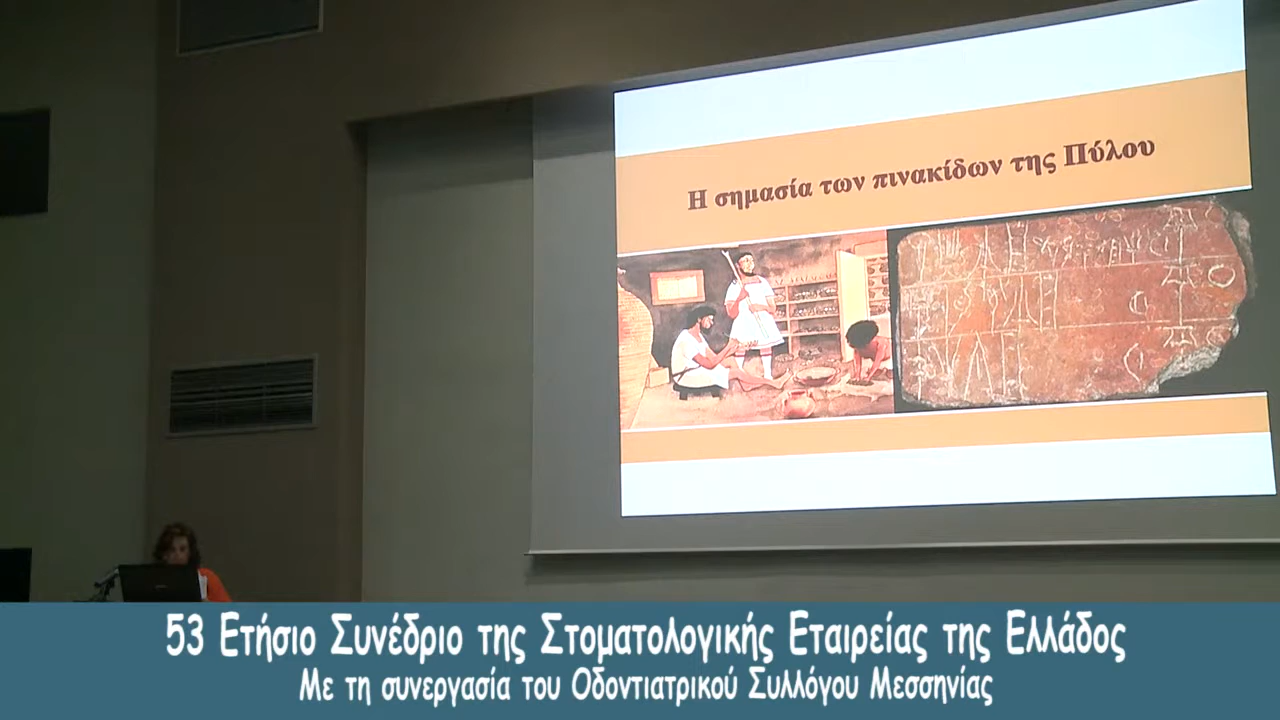 Η σημασία των πινακίδων της Πύλου
53 Ετήσιο Συνέδριο της Στοματολογικής Εταιρείας της Ελλάδος
Με τη συνεργασία του Οδοντιατρικού Συλλόγου Μεσσηνίας